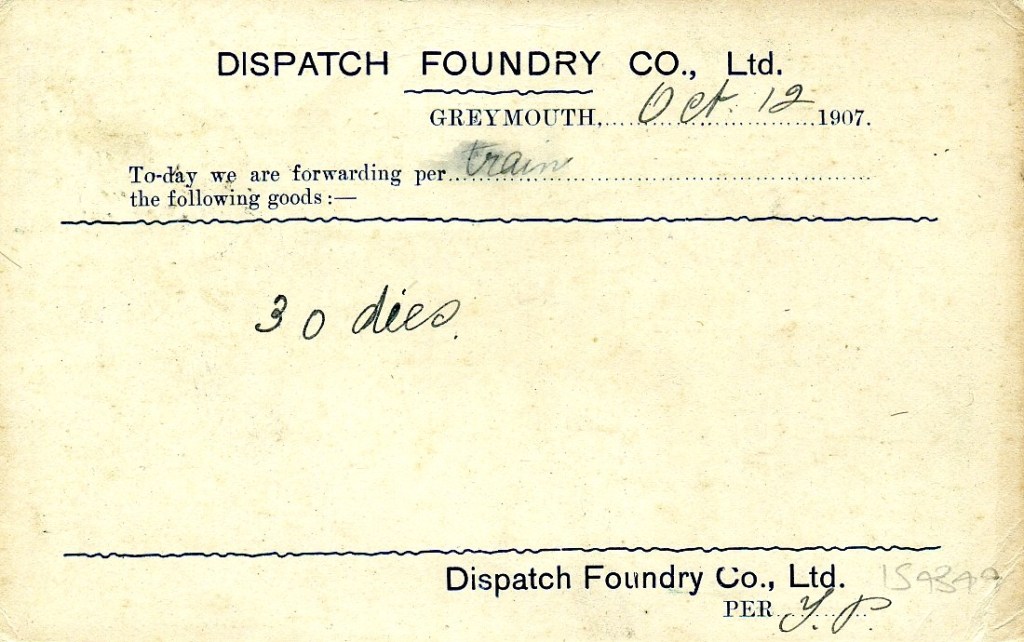 DISPATCH FOUNDRY CO., Ltd.
GREYMOUTH, Oct. 12 1907.
To-day we are forwarding per train
the following goods :—
30 dies.
Dispatch Foundry Co., Ltd.
PER